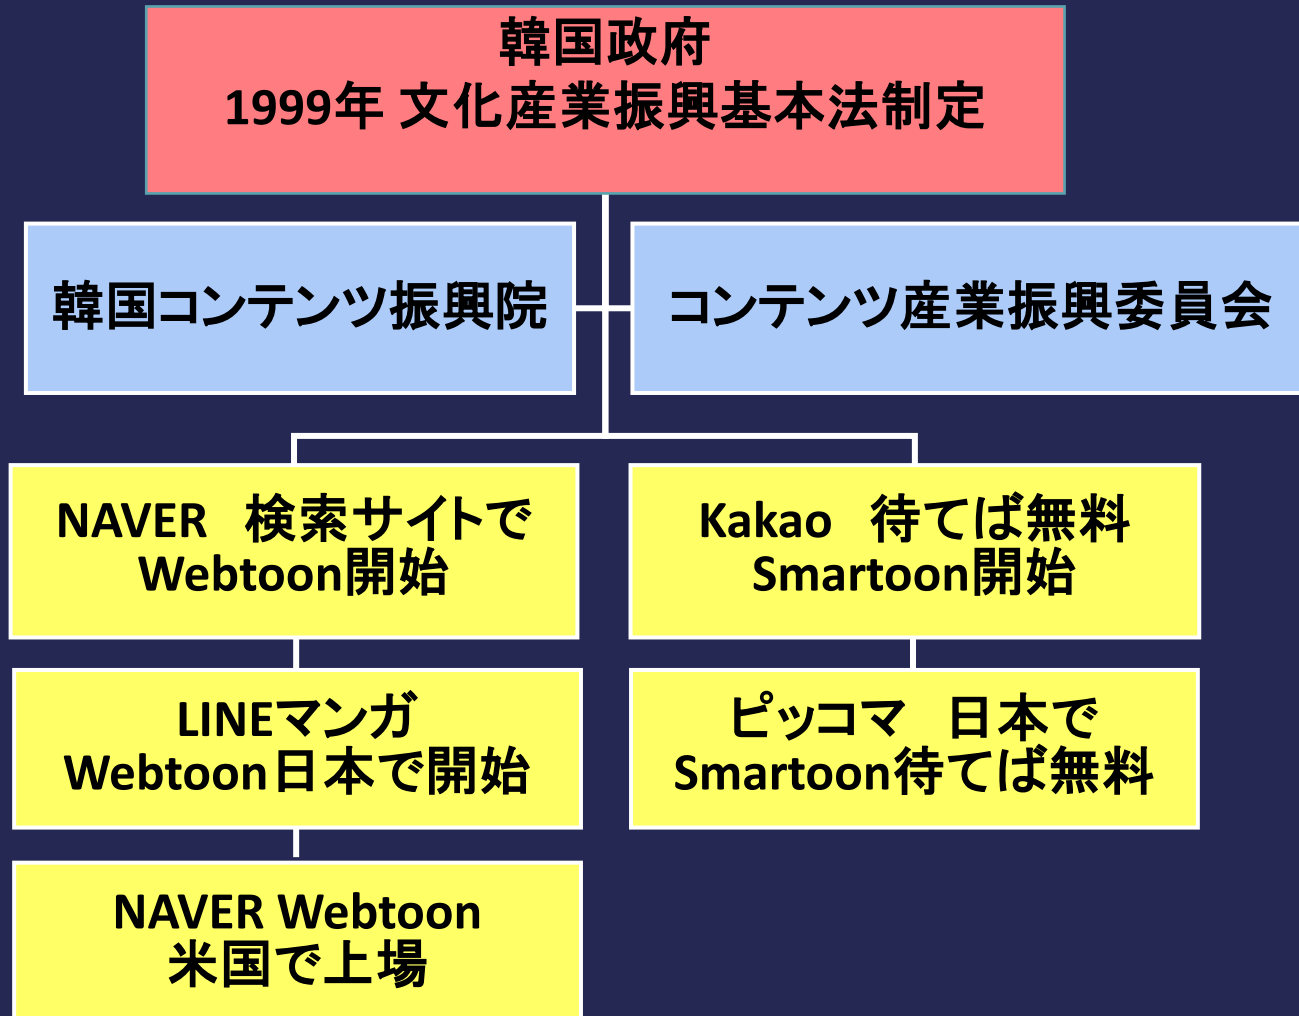 韓国政府
1999年 文化産業振興基本法制定
韓国コンテンツ振興院
コンテンツ産業振興委員会
NAVER　検索サイトで
Webtoon開始
Kakao　待てば無料
Smartoon開始
LINEマンガ
Webtoon日本で開始
ピッコマ　日本で
Smartoon待てば無料
NAVER Webtoon
米国で上場